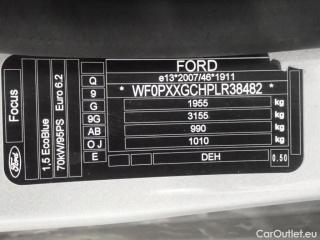 FORD
e13*2007/46*1911
* WF0PXXGCHPLR38482 *
Q
9 1955 kg
G 3155 kg
9G 990 kg
AB 1010 kg
O J
E DEH 0.50
Focus
1,5 EcoBlue Euro 6.2
70kW/95PS
Ford
CarOutlet.eu